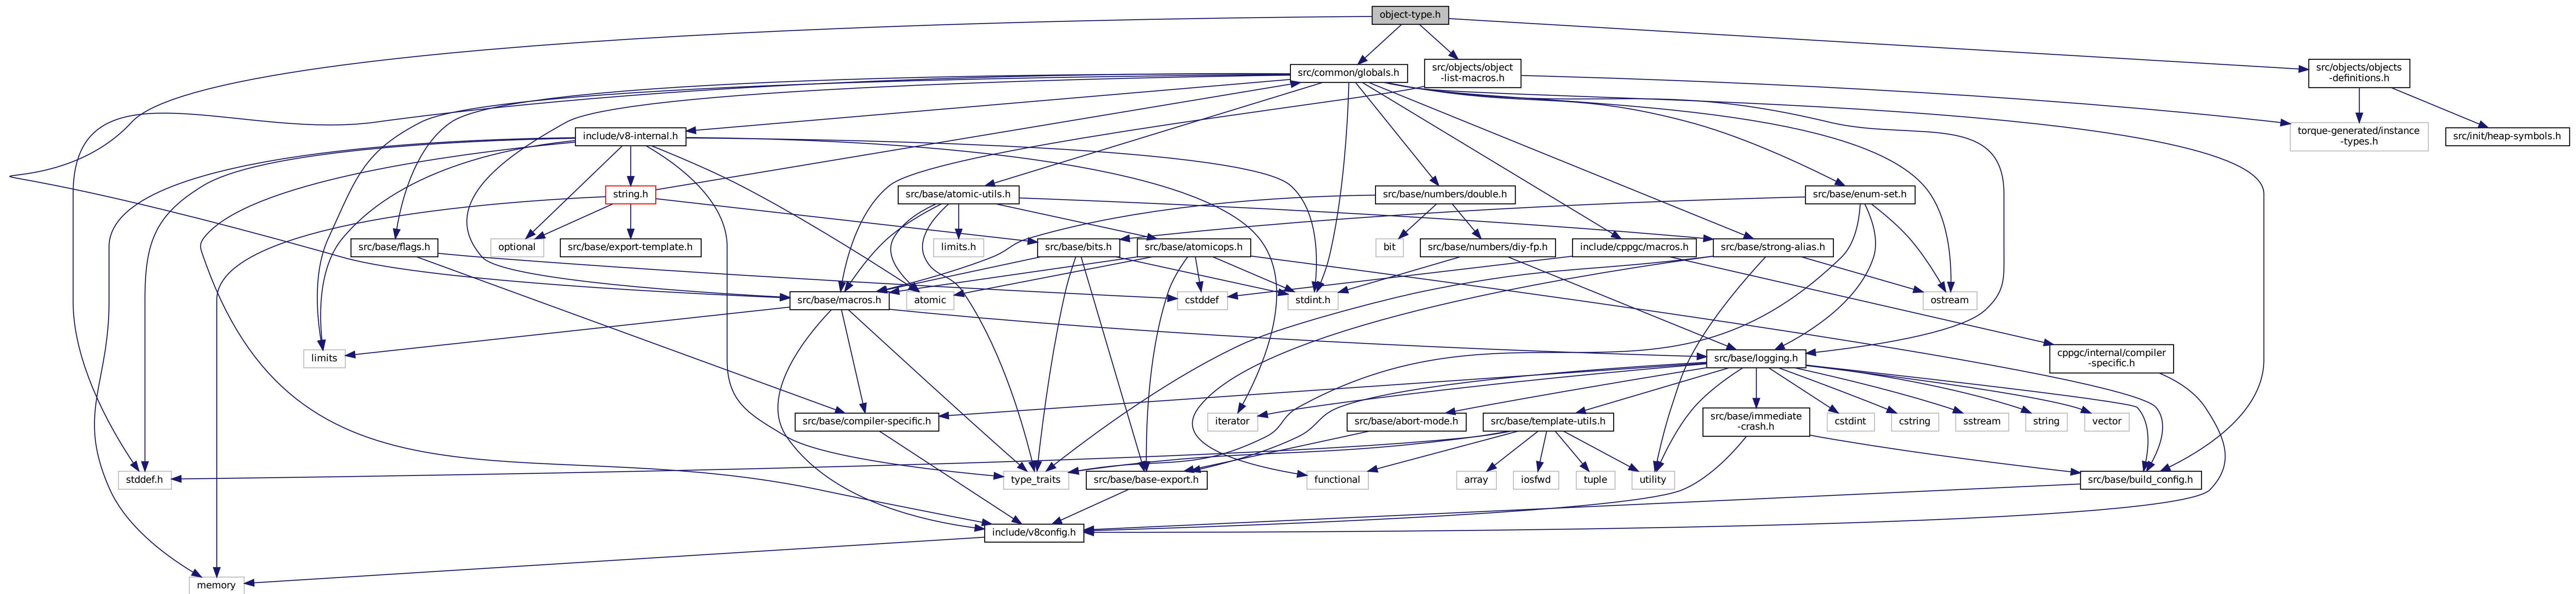 object-type.h
src/common/globals.h
src/objects/object
-list-macros.h
src/objects/objects
-definitions.h
include/v8-internal.h
torque-generated/instance
-types.h
src/init/heap-symbols.h
string.h
src/base/atomic-utils.h
src/base/numbers/double.h
src/base/enum-set.h
src/base/flags.h
optional
src/base/export-template.h
limits.h
src/base/bits.h
src/base/atomicops.h
bit
src/base/numbers/diy-fp.h
include/cppgc/macros.h
src/base/strong-alias.h
src/base/macros.h
atomic
cstddef
stdint.h
ostream
limits
src/base/logging.h
cppgc/internal/compiler
-specific.h
src/base/compiler-specific.h
iterator
src/base/abort-mode.h
src/base/template-utils.h
src/base/immediate
-crash.h
cstdint
cstring
sstream
string
vector
stddef.h
type_traits
src/base/base-export.h
functional
array
iosfwd
tuple
utility
src/base/build_config.h
include/v8config.h
memory